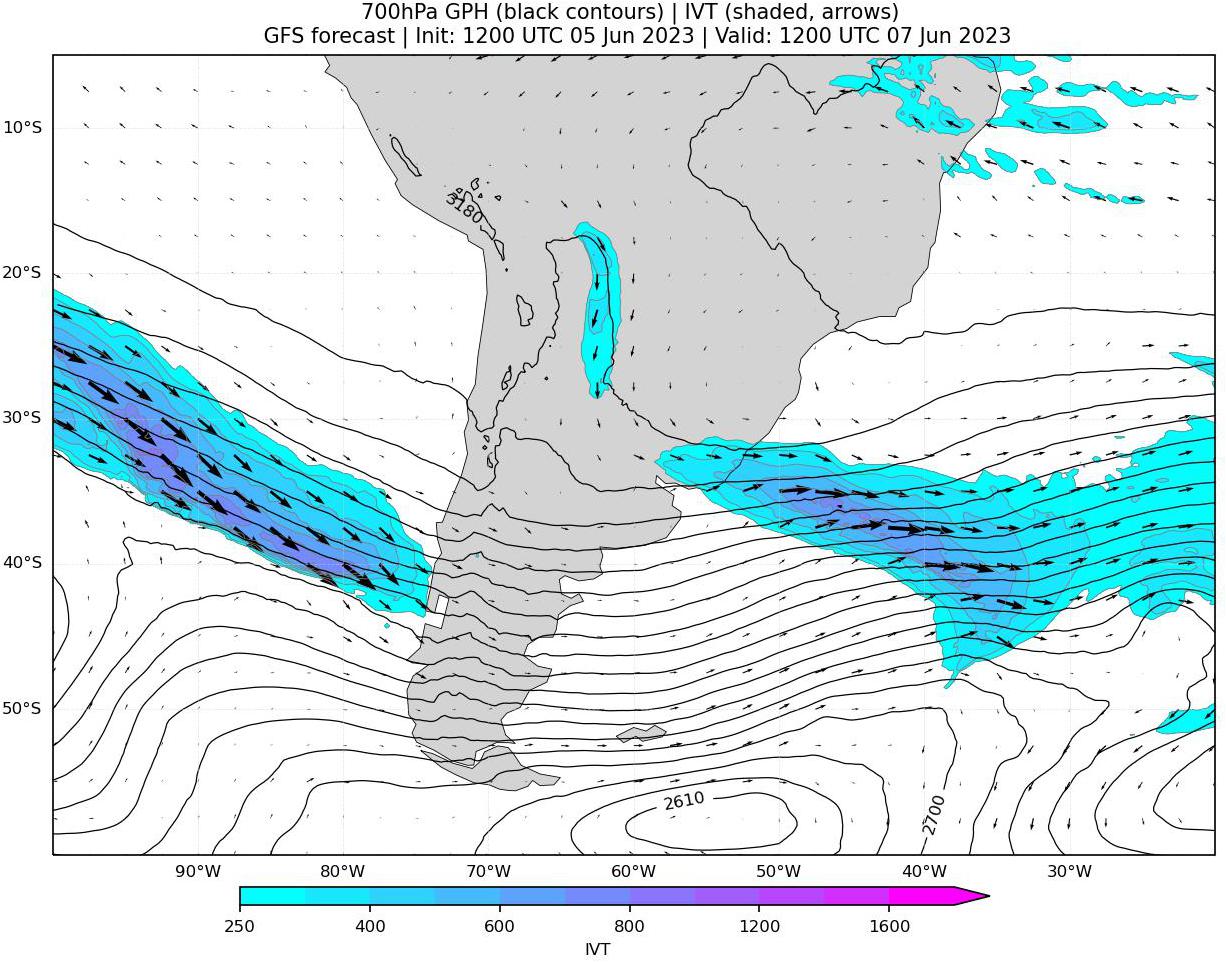 700hPa GPH (black contours) | IVT (shaded, arrows)
GFS forecast | Init: 1200 UTC 05 Jun 2023 | Valid: 1200 UTC 07 Jun 2023
10°S
3180
20°S
30°S
40°S
50°S
2610
2700
90°W 80°W 70°W 60°W 50°W 40°W 30°W
250 400 600 800 1200 1600
IVT